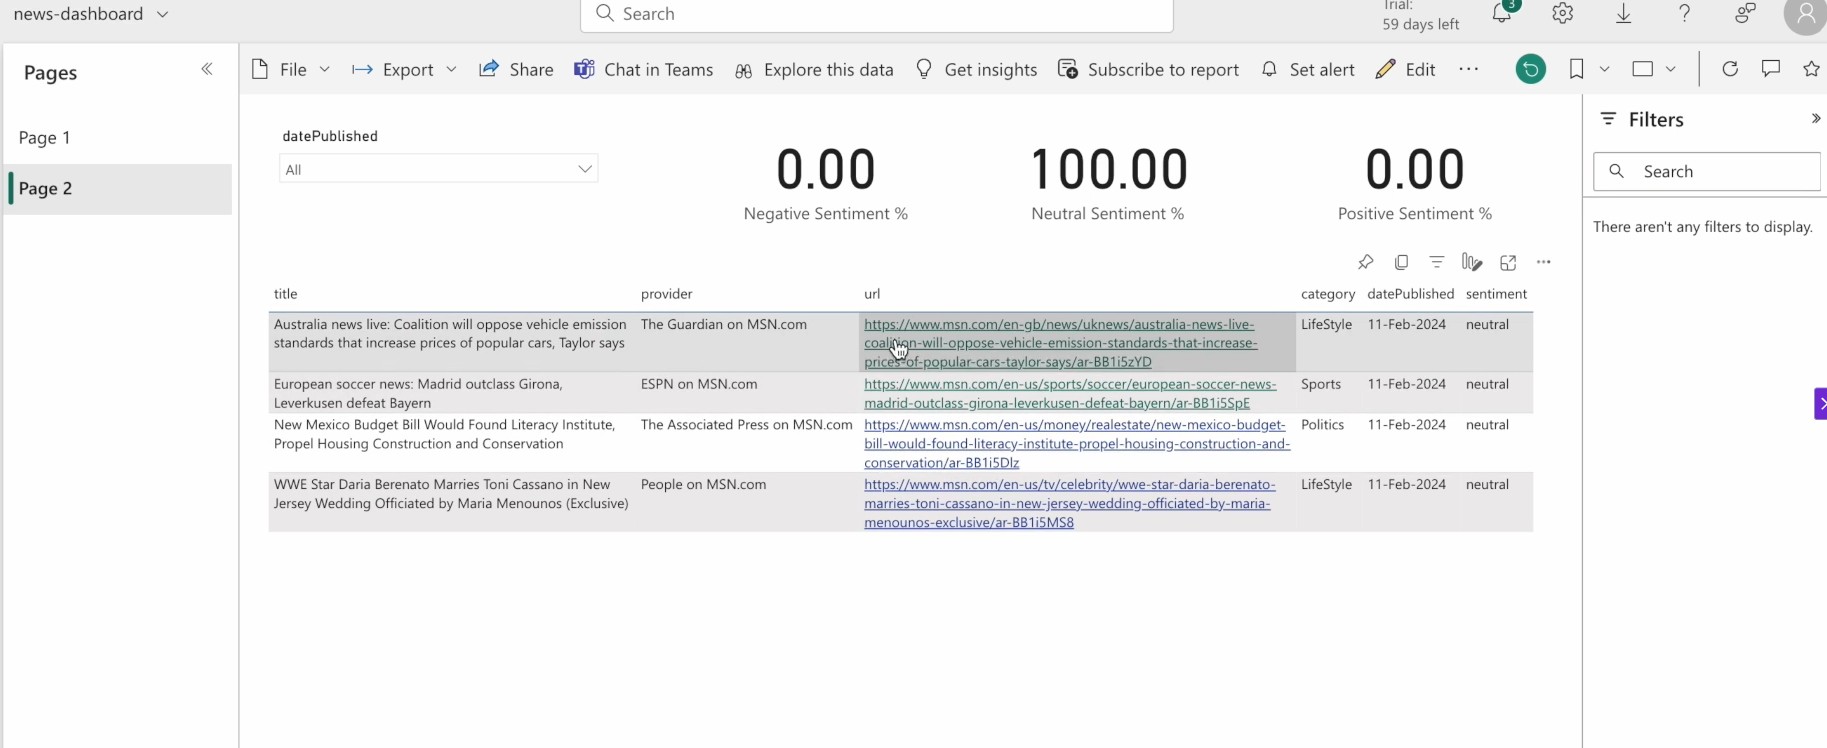 news-dashboard
Search
Trial:
59 days left
3
?
Pages
File
Export
Share
Chat in Teams
Explore this data
Get insights
Subscribe to report
Set alert
Edit
Page 1
Page 2
datePublished
All
0.00
Negative Sentiment %
100.00
Neutral Sentiment %
0.00
Positive Sentiment %
Filters
Search
There aren't any filters to display.
title provider url category datePublished sentiment
Australia news live: Coalition will oppose vehicle emission The Guardian on MSN.com https://www.msn.com/en-gb/news/uknews/australia-news-live- LifeStyle 11-Feb-2024 neutral
standards that increase prices of popular cars, Taylor says coalition-will-oppose-vehicle-emission-standards-that-increase-
prices-of-popular-cars-taylor-says/ar-BB1i5zYD
European soccer news: Madrid outclass Girona, ESPN on MSN.com https://www.msn.com/en-us/sports/soccer/european-soccer-news- Sports 11-Feb-2024 neutral
Leverkusen defeat Bayern madrid-outclass-girona-leverkusen-defeat-bayern/ar-BB1i5SpE
New Mexico Budget Bill Would Found Literacy Institute, The Associated Press on MSN.com https://www.msn.com/en-us/money/realestate/new-mexico-budget- Politics 11-Feb-2024 neutral
Propel Housing Construction and Conservation bill-would-found-literacy-institute-propel-housing-construction-and-
conservation/ar-BB1i5Dlz
WWE Star Daria Berenato Marries Toni Cassano in New People on MSN.com https://www.msn.com/en-us/tv/celebrity/wwe-star-daria-berenato- LifeStyle 11-Feb-2024 neutral
Jersey Wedding Officiated by Maria Menounos (Exclusive) marries-toni-cassano-in-new-jersey-wedding-officiated-by-maria-
menounos-exclusive/ar-BB1i5MS8